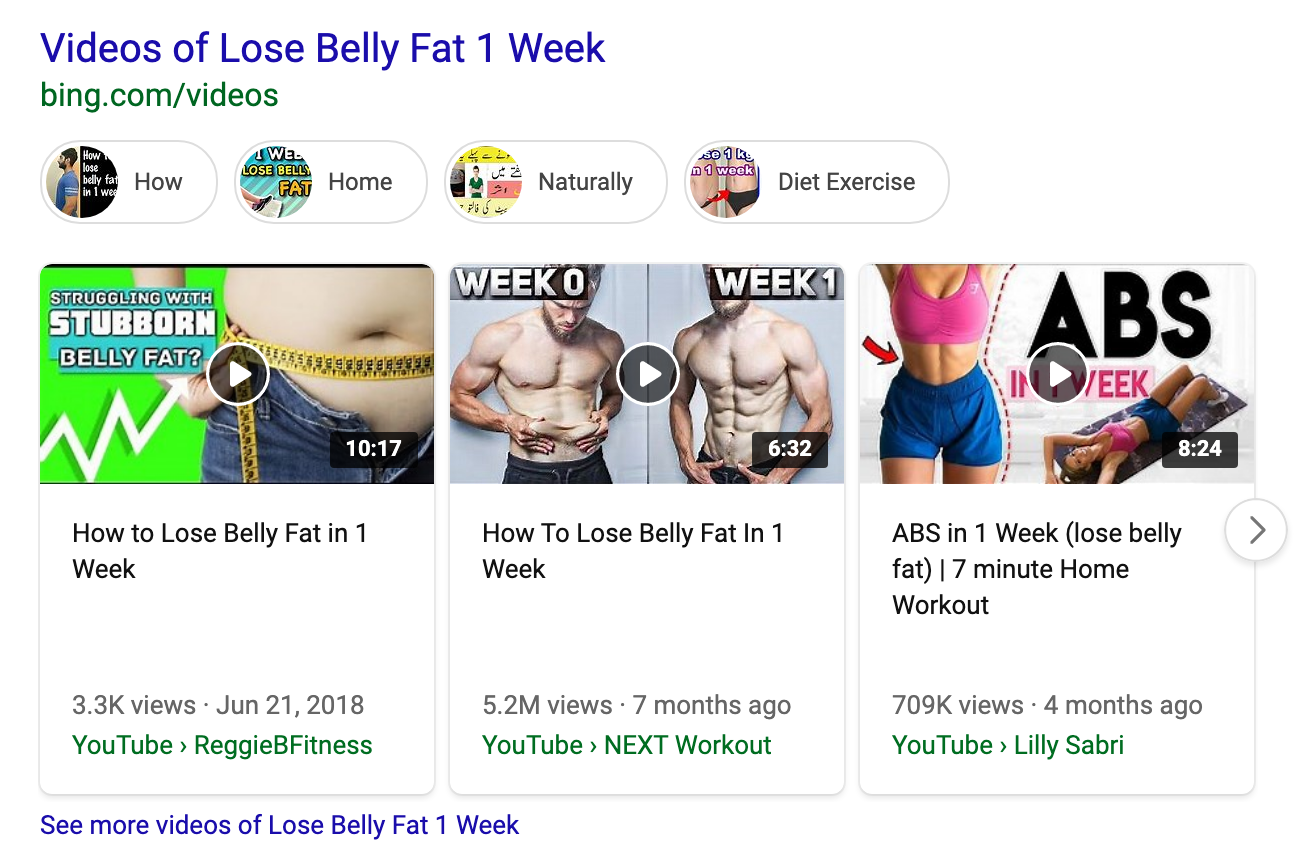 Videos of Lose Belly Fat 1 Week
bing.com/videos
How
lose
belly fat
in 1 week
How
1 WEE
LOSE BELLY
FAT
Home
Naturally
ose 1 kg
n 1 week
Diet Exercise
STRUGGLING WITH
STUBBORN
BELLY FAT?
10:17
WEEK 0
WEEK 1
6:32
ABS
IN 1 WEEK
8:24
How to Lose Belly Fat in 1
Week
How To Lose Belly Fat In 1
Week
ABS in 1 Week (lose belly
fat) | 7 minute Home
Workout
3.3K views · Jun 21, 2018
YouTube › ReggieBFitness
5.2M views · 7 months ago
YouTube › NEXT Workout
709K views · 4 months ago
YouTube › Lilly Sabri
See more videos of Lose Belly Fat 1 Week